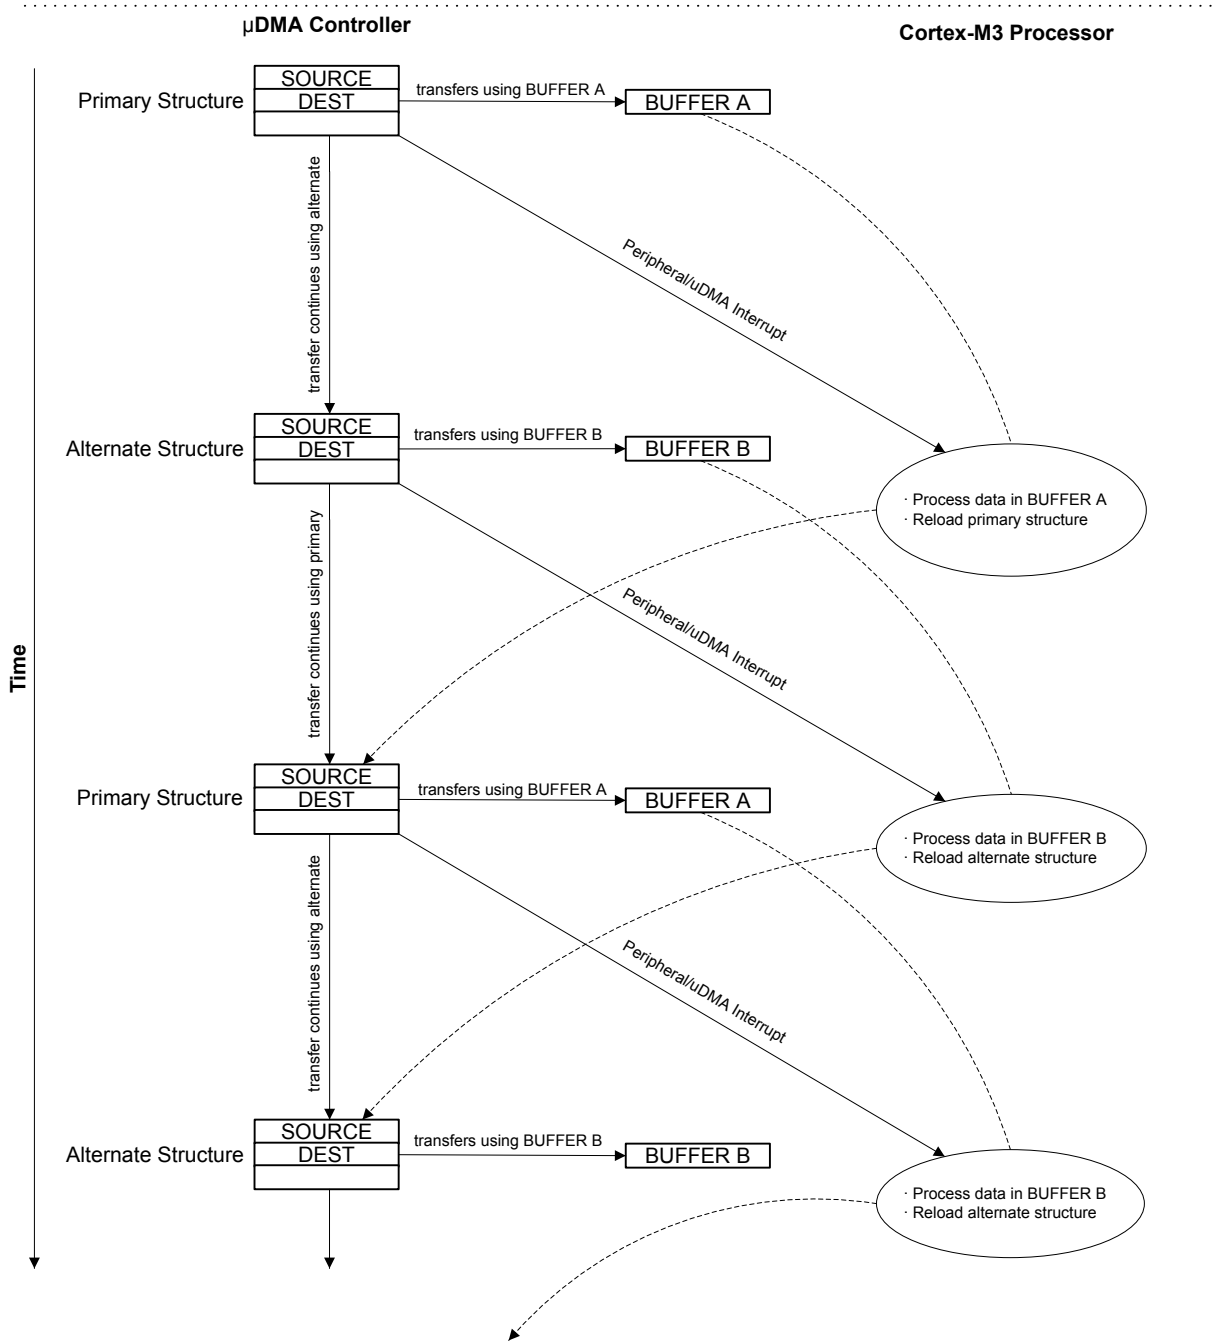 µDMA Controller
Cortex-M3 Processor
SOURCE
Primary Structure
DEST
transfers using BUFFER A
BUFFER A
transfer continues using alternate
Peripheral/uDMA Interrupt
SOURCE
Alternate Structure
DEST
transfers using BUFFER B
BUFFER B
· Process data in BUFFER A
· Reload primary structure
transfer continues using primary
Peripheral/uDMA Interrupt
Time
SOURCE
Primary Structure
DEST
transfers using BUFFER A
BUFFER A
· Process data in BUFFER B
· Reload alternate structure
transfer continues using alternate
Peripheral/uDMA Interrupt
SOURCE
Alternate Structure
DEST
transfers using BUFFER B
BUFFER B
· Process data in BUFFER B
· Reload alternate structure